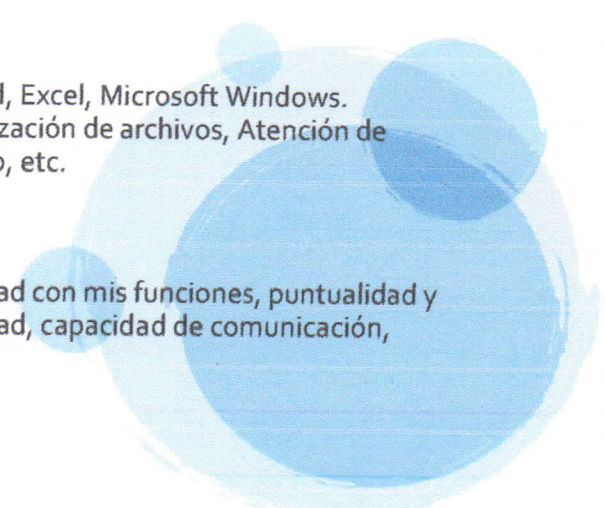 , Excel, Microsoft Windows.
zación de archivos, Atención de
, etc.
ad con mis funciones, puntualidad y
ad, capacidad de comunicación,